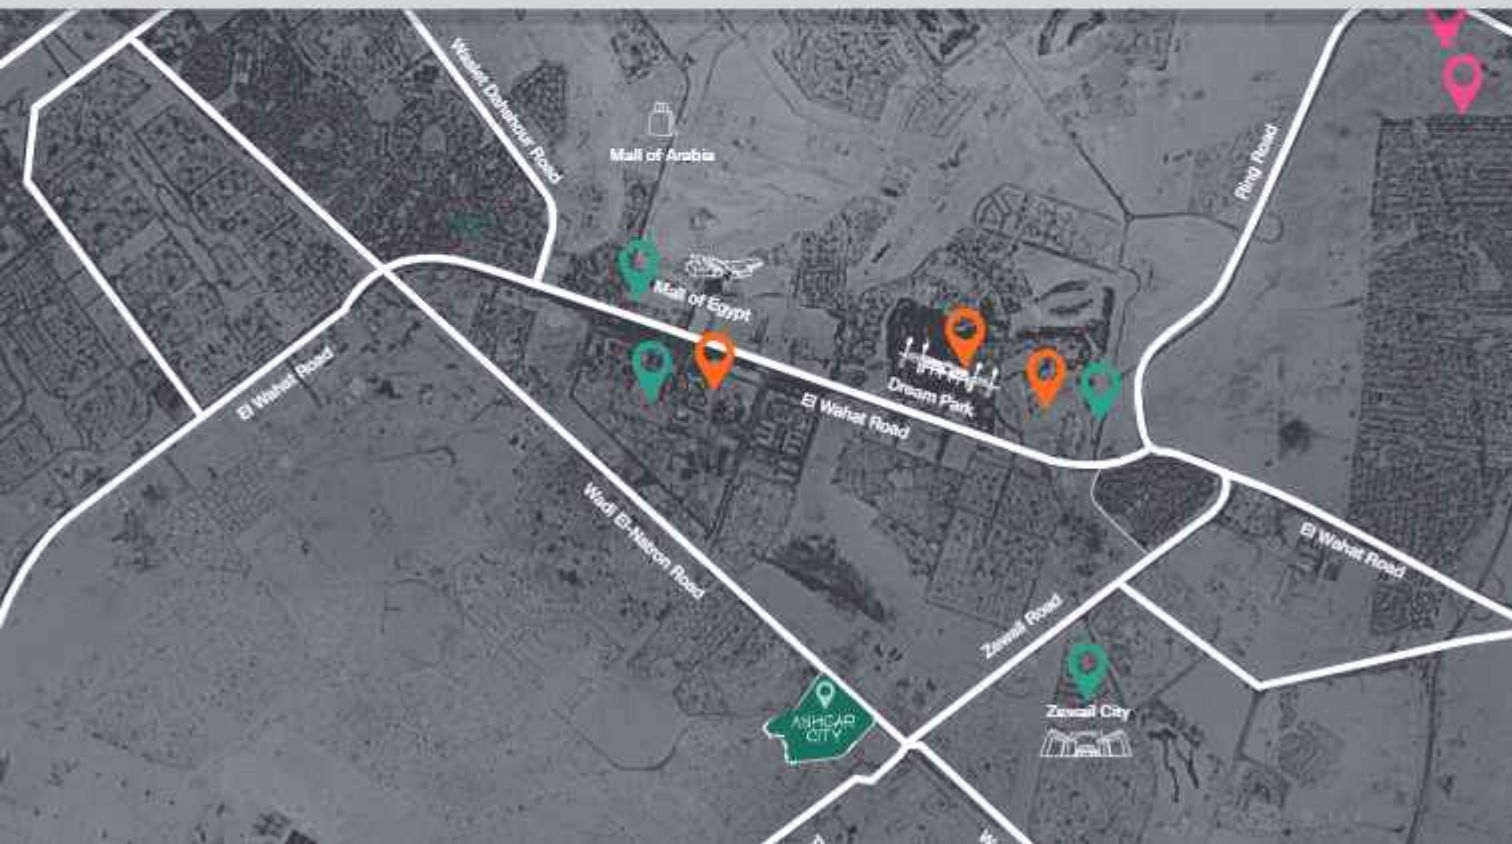 Waslet Dahshour Road
Mall of Arabia
Ring Road
Mall of Egypt
El Wahat Road
Dream Park
El Wahat Road
Wadi El-Natron Road
El Wahat Road
Zewail Road
Zewail City
ASHGAR
CITY